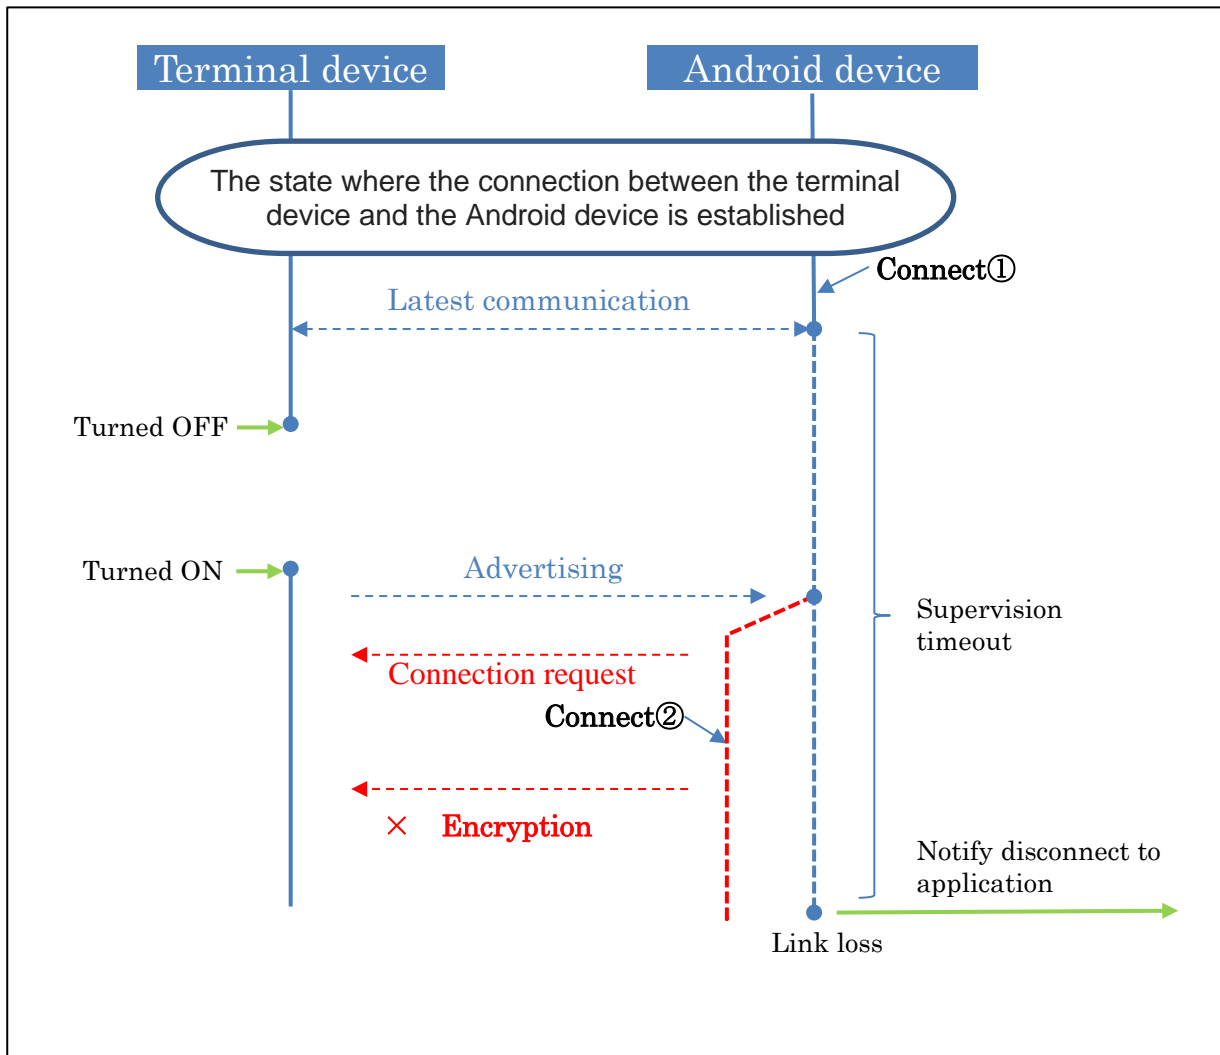 Terminal device
Android device
The state where the connection between the terminal
device and the Android device is established
Connect①
Latest communication
Turned OFF
Turned ON
Advertising
Supervision
timeout
Connection request
Connect②
× Encryption
Notify disconnect to
application
Link loss